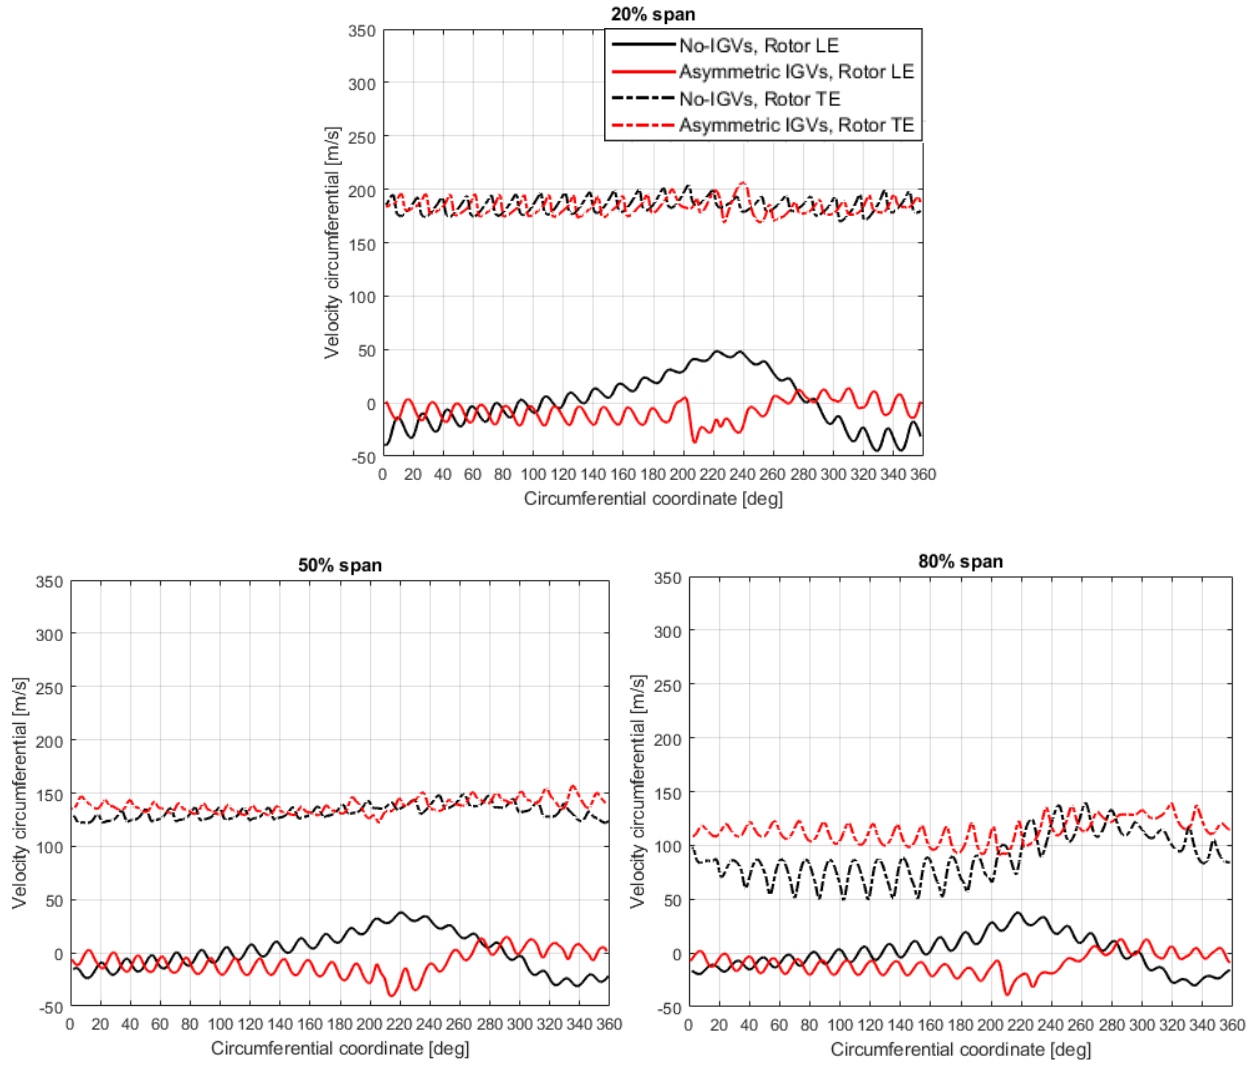 20% span
No-IGVs, Rotor LE
Asymmetric IGVs, Rotor LE
No-IGVs, Rotor TE
Asymmetric IGVs, Rotor TE
350
300
250
200
150
100
50
0
-50
Velocity circumferential [m/s]
0 20 40 60 80 100 120 140 160 180 200 220 240 260 280 300 320 340 360
Circumferential coordinate [deg]
50% span
350
300
250
200
150
100
50
0
-50
Velocity circumferential [m/s]
0 20 40 60 80 100 120 140 160 180 200 220 240 260 280 300 320 340 360
Circumferential coordinate [deg]
80% span
350
300
250
200
150
100
50
0
-50
Velocity circumferential [m/s]
0 20 40 60 80 100 120 140 160 180 200 220 240 260 280 300 320 340 360
Circumferential coordinate [deg]